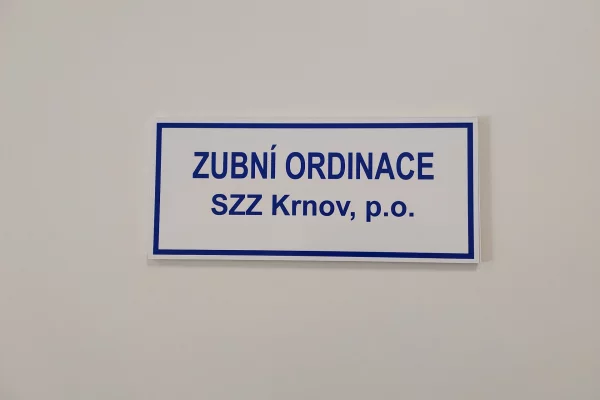 ZUBNÍ ORDINACE
SZZ Krnov, p.o.